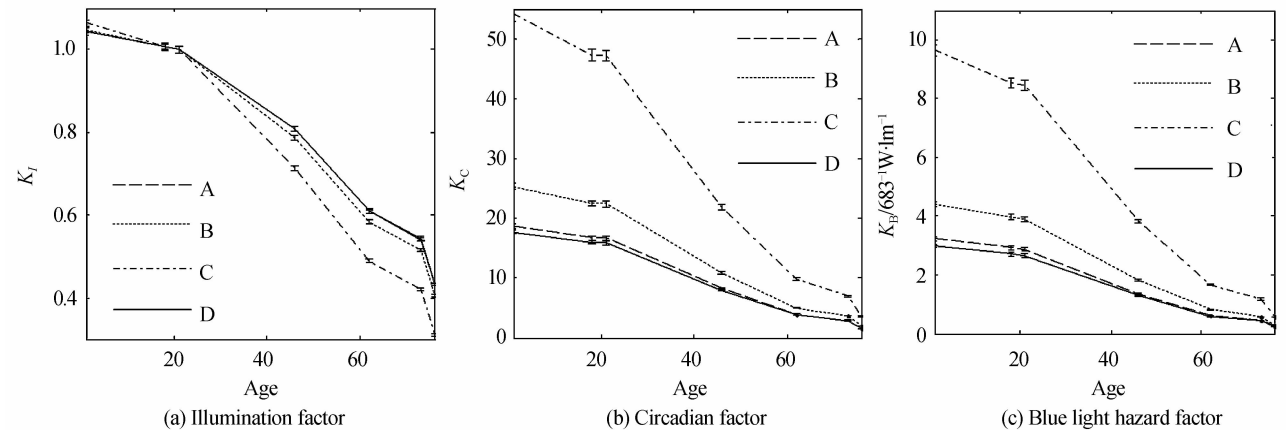 1.0
0.8
0.6
0.4
K_I
A
B
C
D
20 40 60
Age
(a) Illumination factor
50
40
30
20
10
0
K_C
A
B
C
D
20 40 60
Age
(b) Circadian factor
10
8
6
4
2
0
K_B/683⁻¹W·lm⁻¹
A
B
C
D
0 20 40 60
Age
(c) Blue light hazard factor